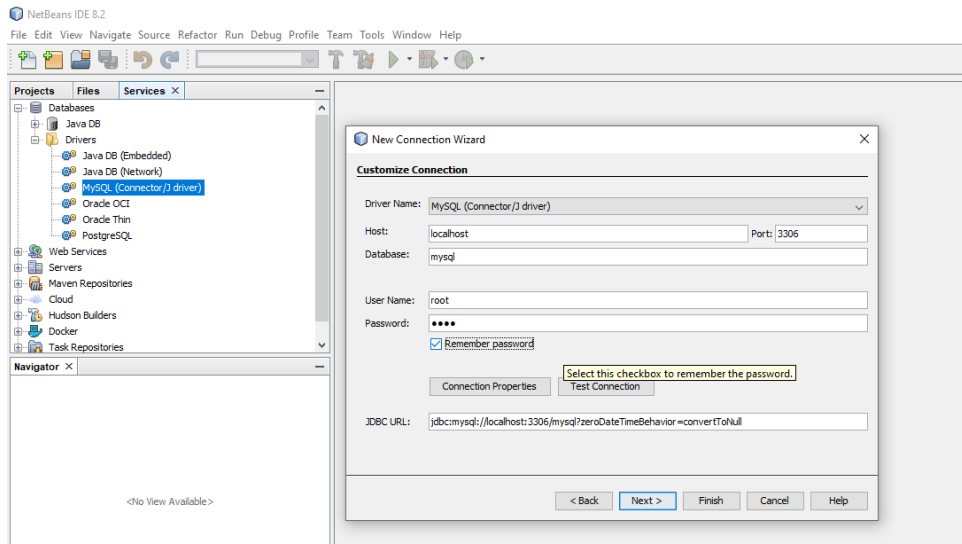 NetBeans IDE 8.2
File Edit View Navigate Source Refactor Run Debug Profile Team Tools Window Help
Projects Files Services
Databases
Java DB
Drivers
Java DB (Embedded)
Java DB (Network)
MySQL (Connector/J driver)
Oracle OCI
Oracle Thin
PostgreSQL
Web Services
Servers
Maven Repositories
Cloud
Hudson Builders
Docker
Task Repositories
Navigator
<No View Available>
New Connection Wizard
Customize Connection
Driver Name: MySQL (Connector/J driver)
Host: localhost Port: 3306
Database: mysql
User Name: root
Password: ••••
Remember password
Select this checkbox to remember the password.
Connection Properties Test Connection
JDBC URL: jdbc:mysql://localhost:3306/mysql?zeroDateTimeBehavior=convertToNull
< Back Next > Finish Cancel Help